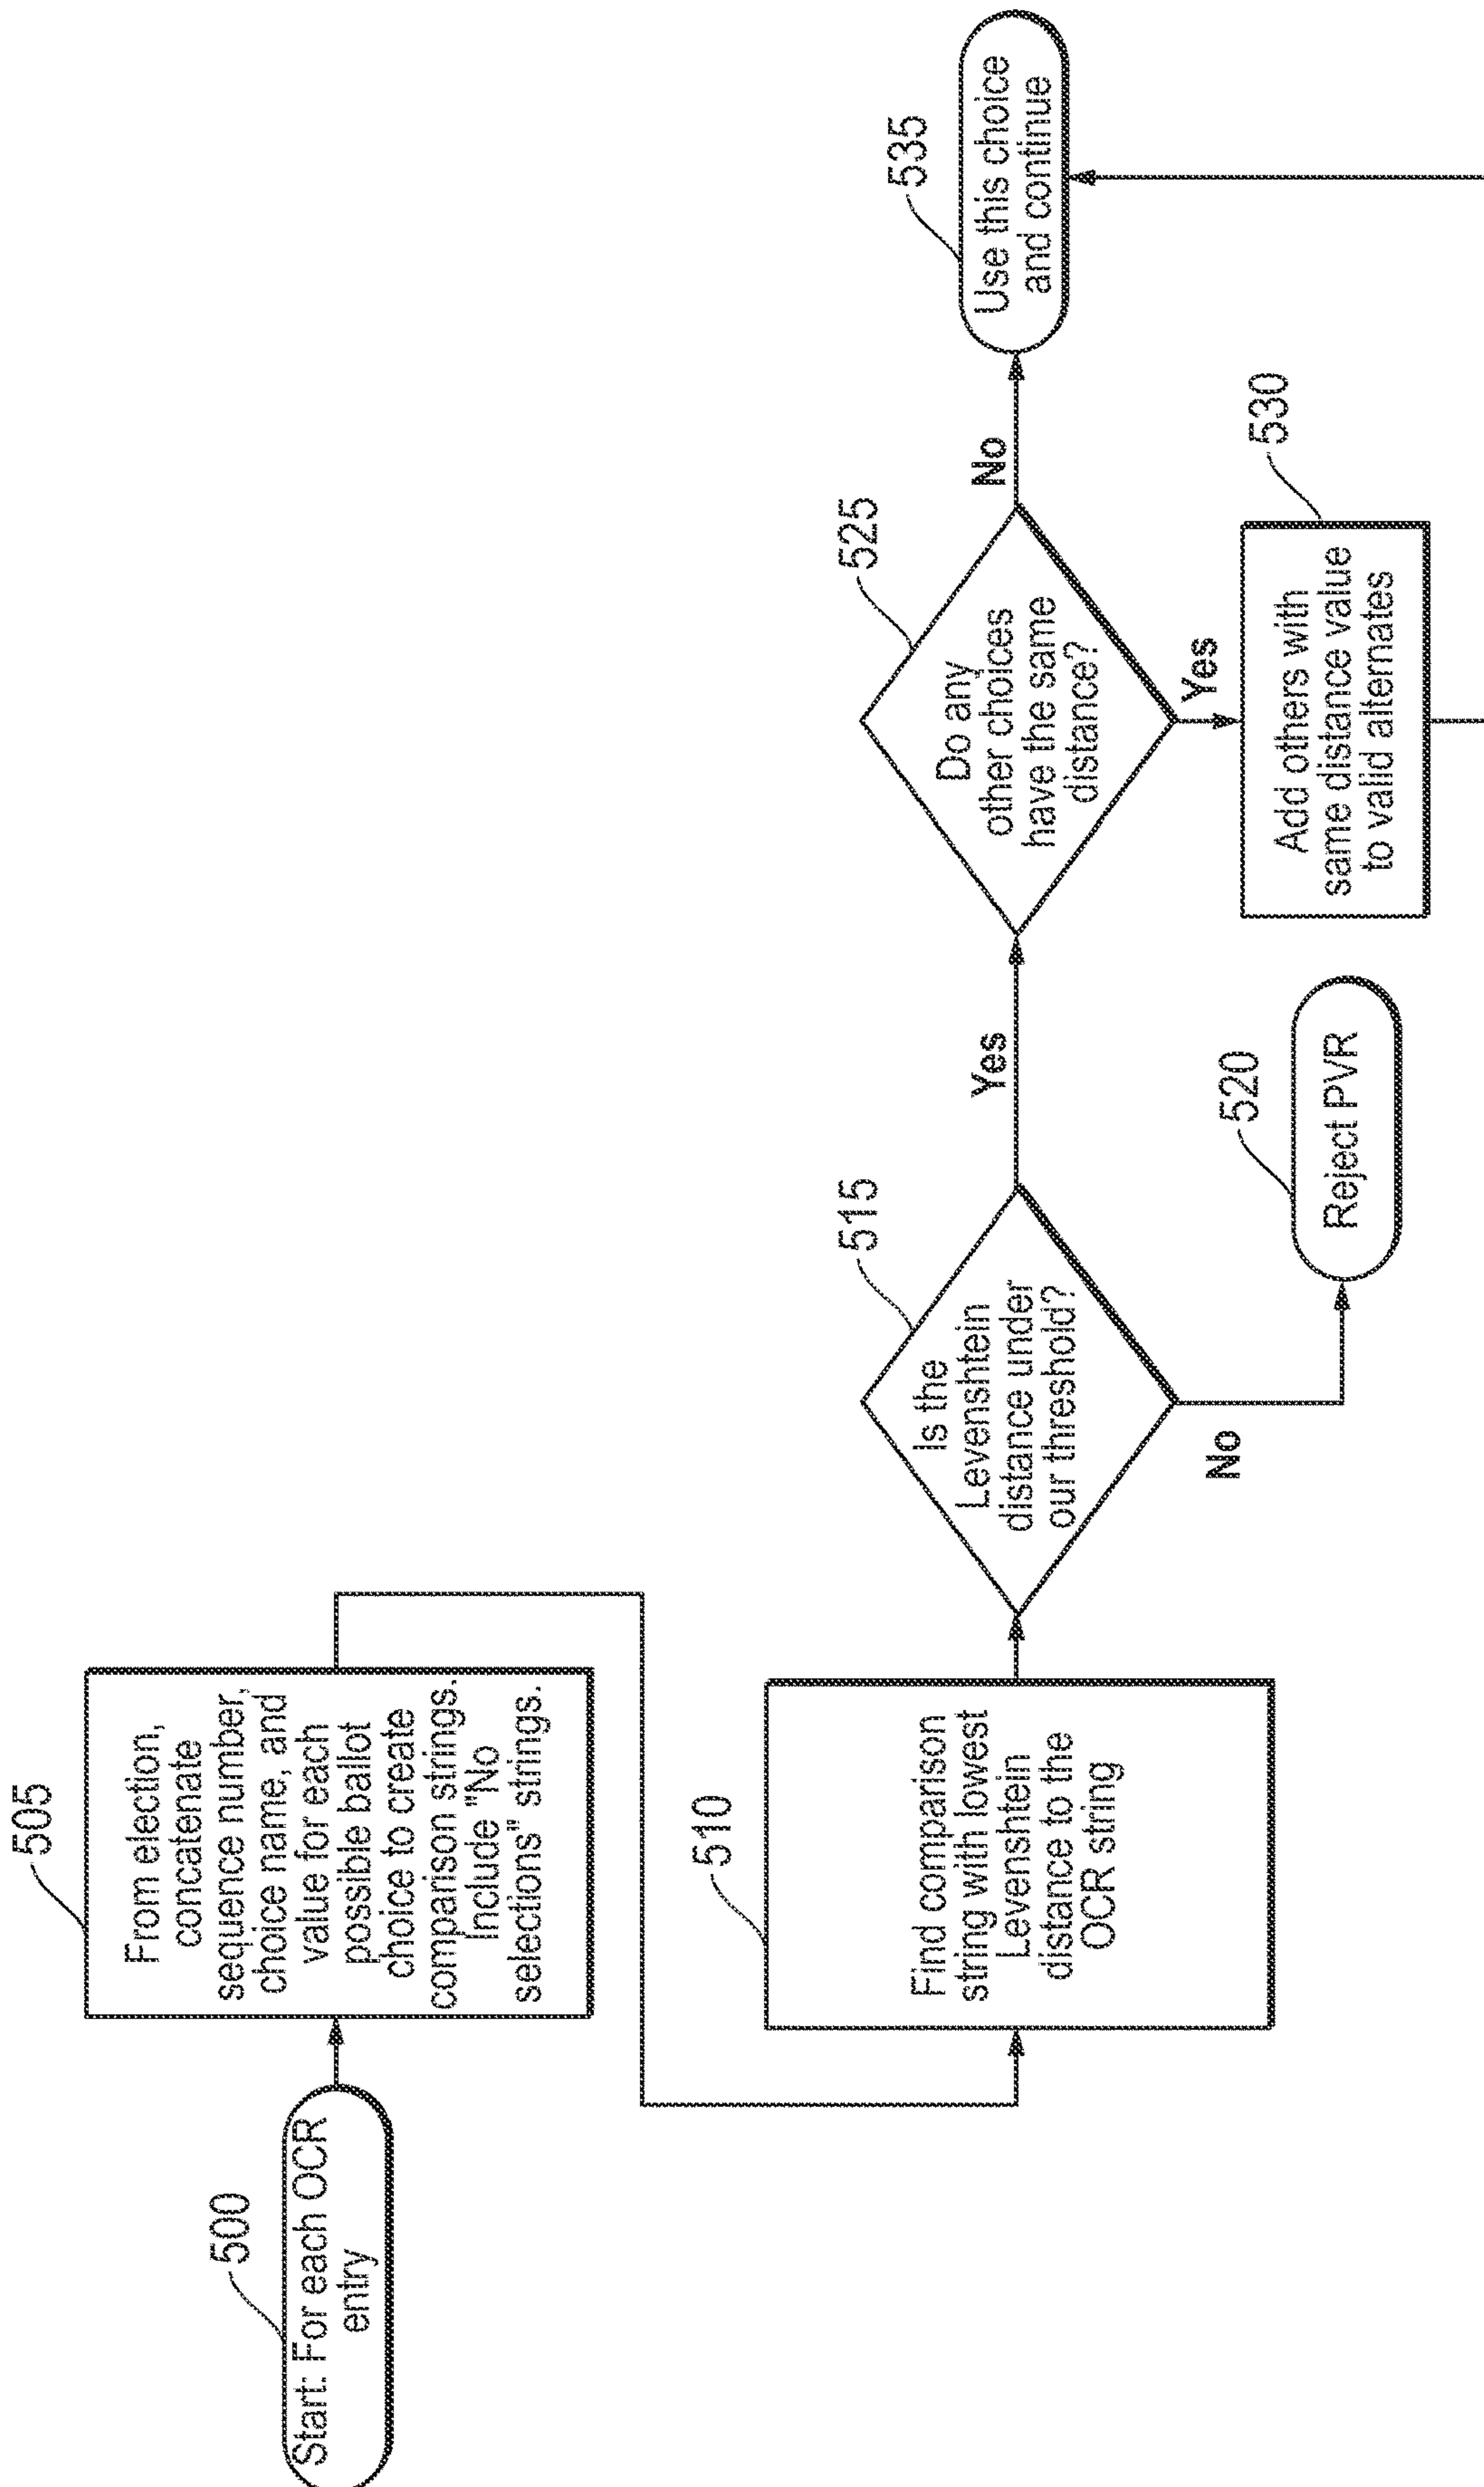 500
Start: For each OCR
entry
505
From election,
concatenate
sequence number,
choice name, and
value for each
possible ballot
choice to create
comparison strings.
Include "No
selections" strings.
510
Find comparison
string with lowest
Levenshtein
distance to the
OCR string
515
Is the
Levenshtein
distance under
our threshold?
No
520
Reject PVR
Yes
525
Do any
other choices
have the same
distance?
Yes
530
Add others with
same distance value
to valid alternates
No
535
Use this choice
and continue